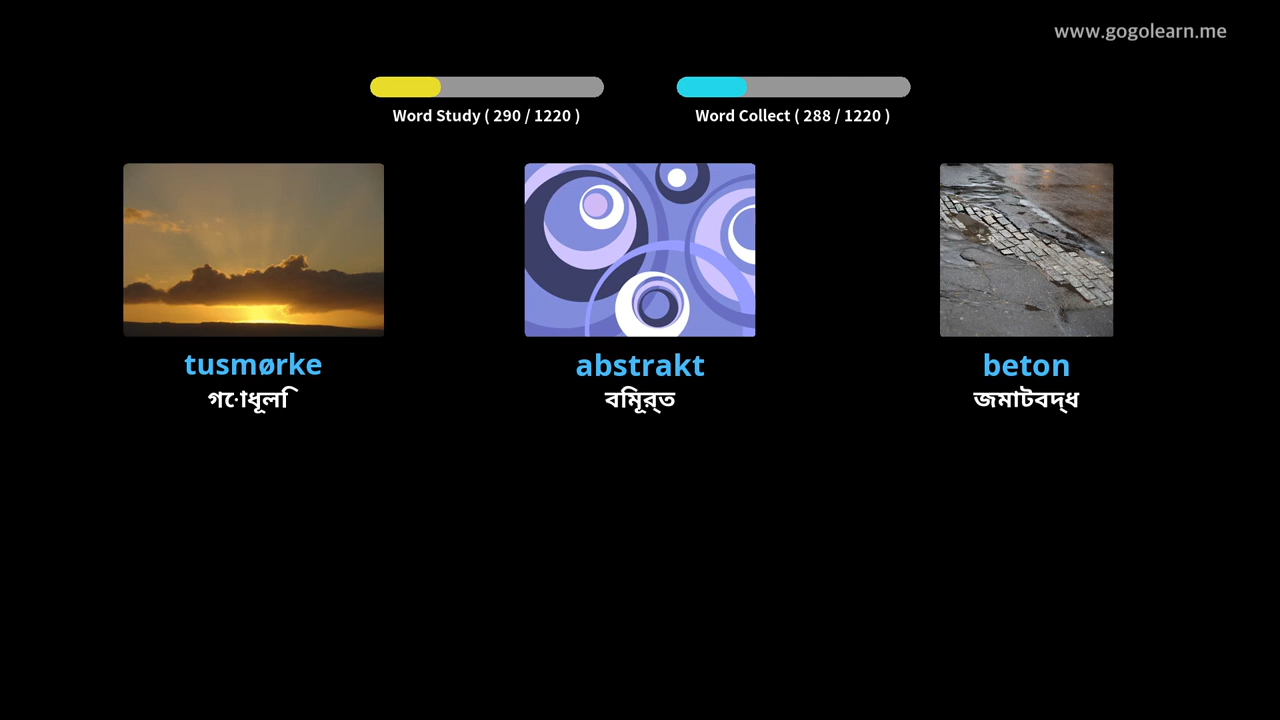 www.gogolearn.me
Word Study ( 290 / 1220 )
Word Collect ( 288 / 1220 )
tusmørke
abstrakt
beton
গোধূলি
বিমূর্ত
জমাটবদ্ধ